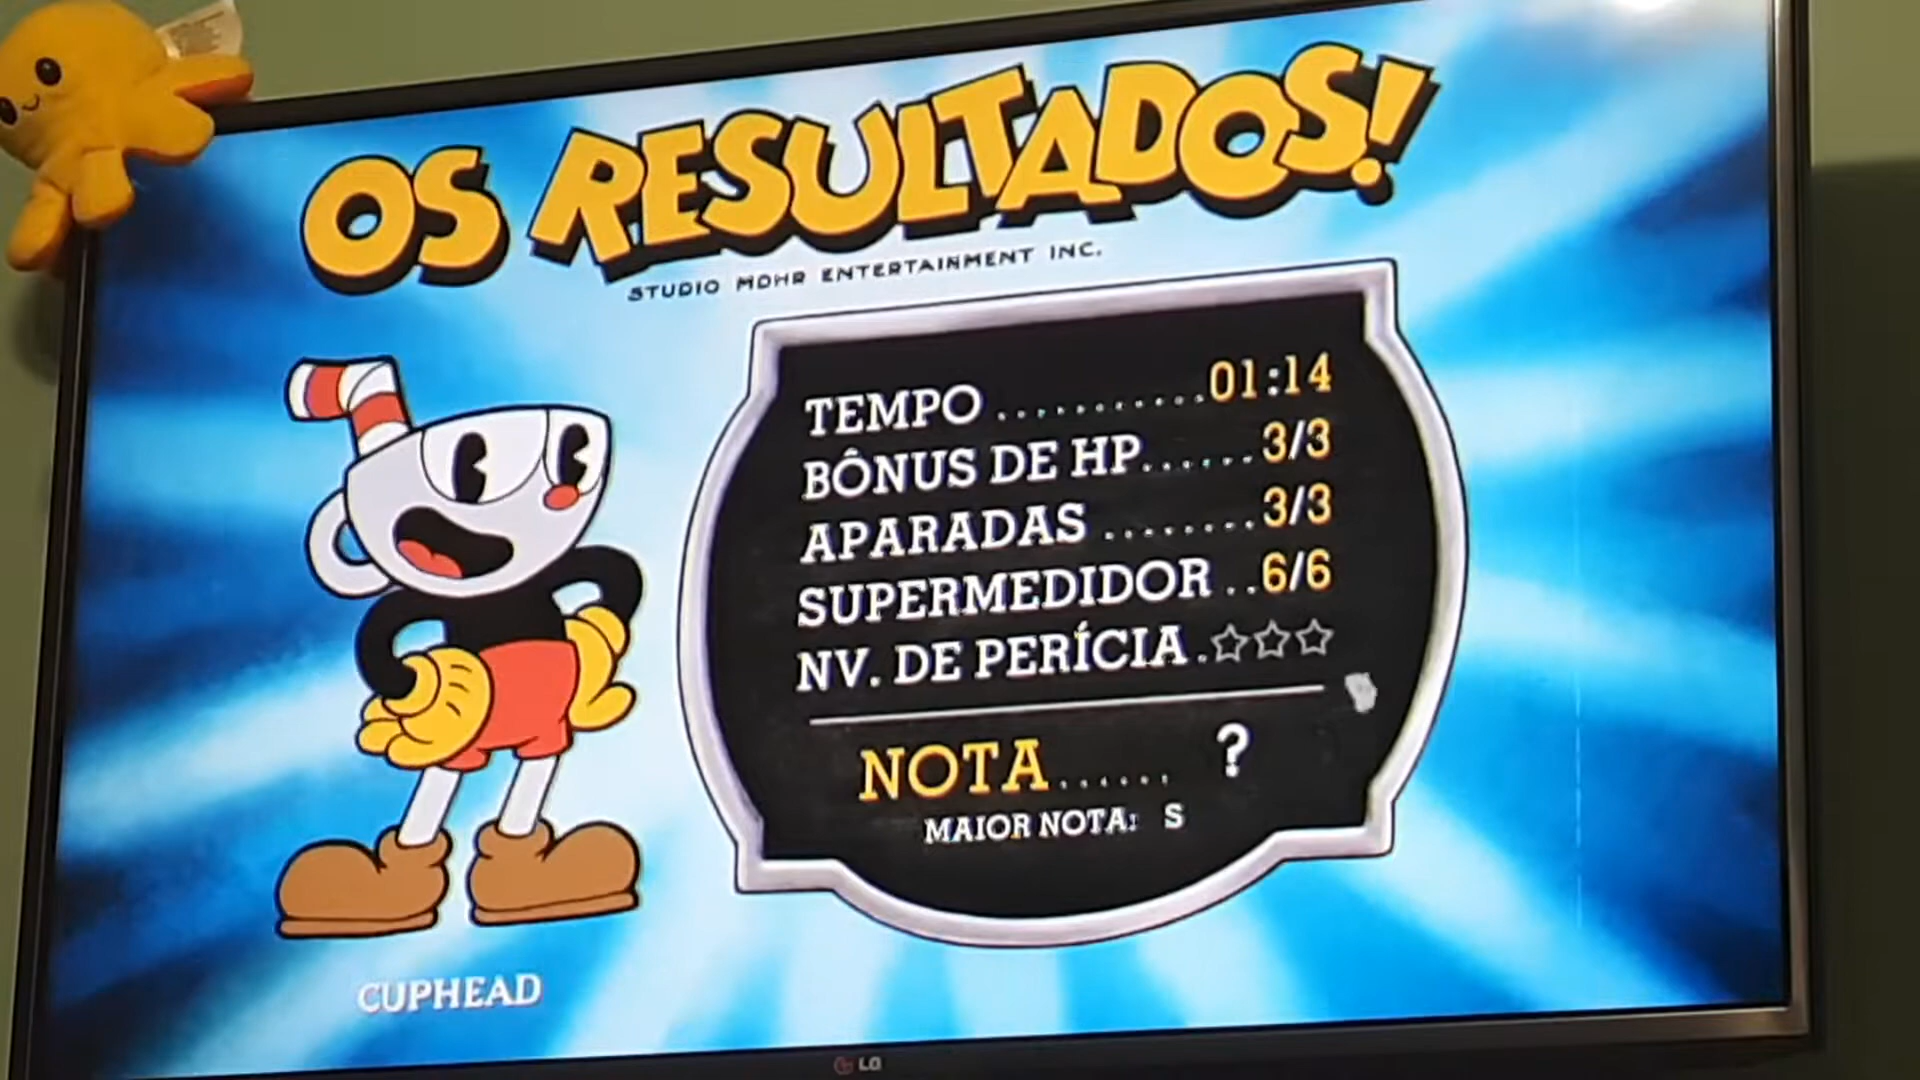 OS RESULTADOS!
STUDIO MDHR ENTERTAINMENT INC.
TEMPO ............01:14
BÔNUS DE HP......3/3
APARADAS ........3/3
SUPERMEDIDOR ..6/6
NV. DE PERÍCIA .☆☆☆
NOTA...... ?
MAIOR NOTA: S
CUPHEAD
LG